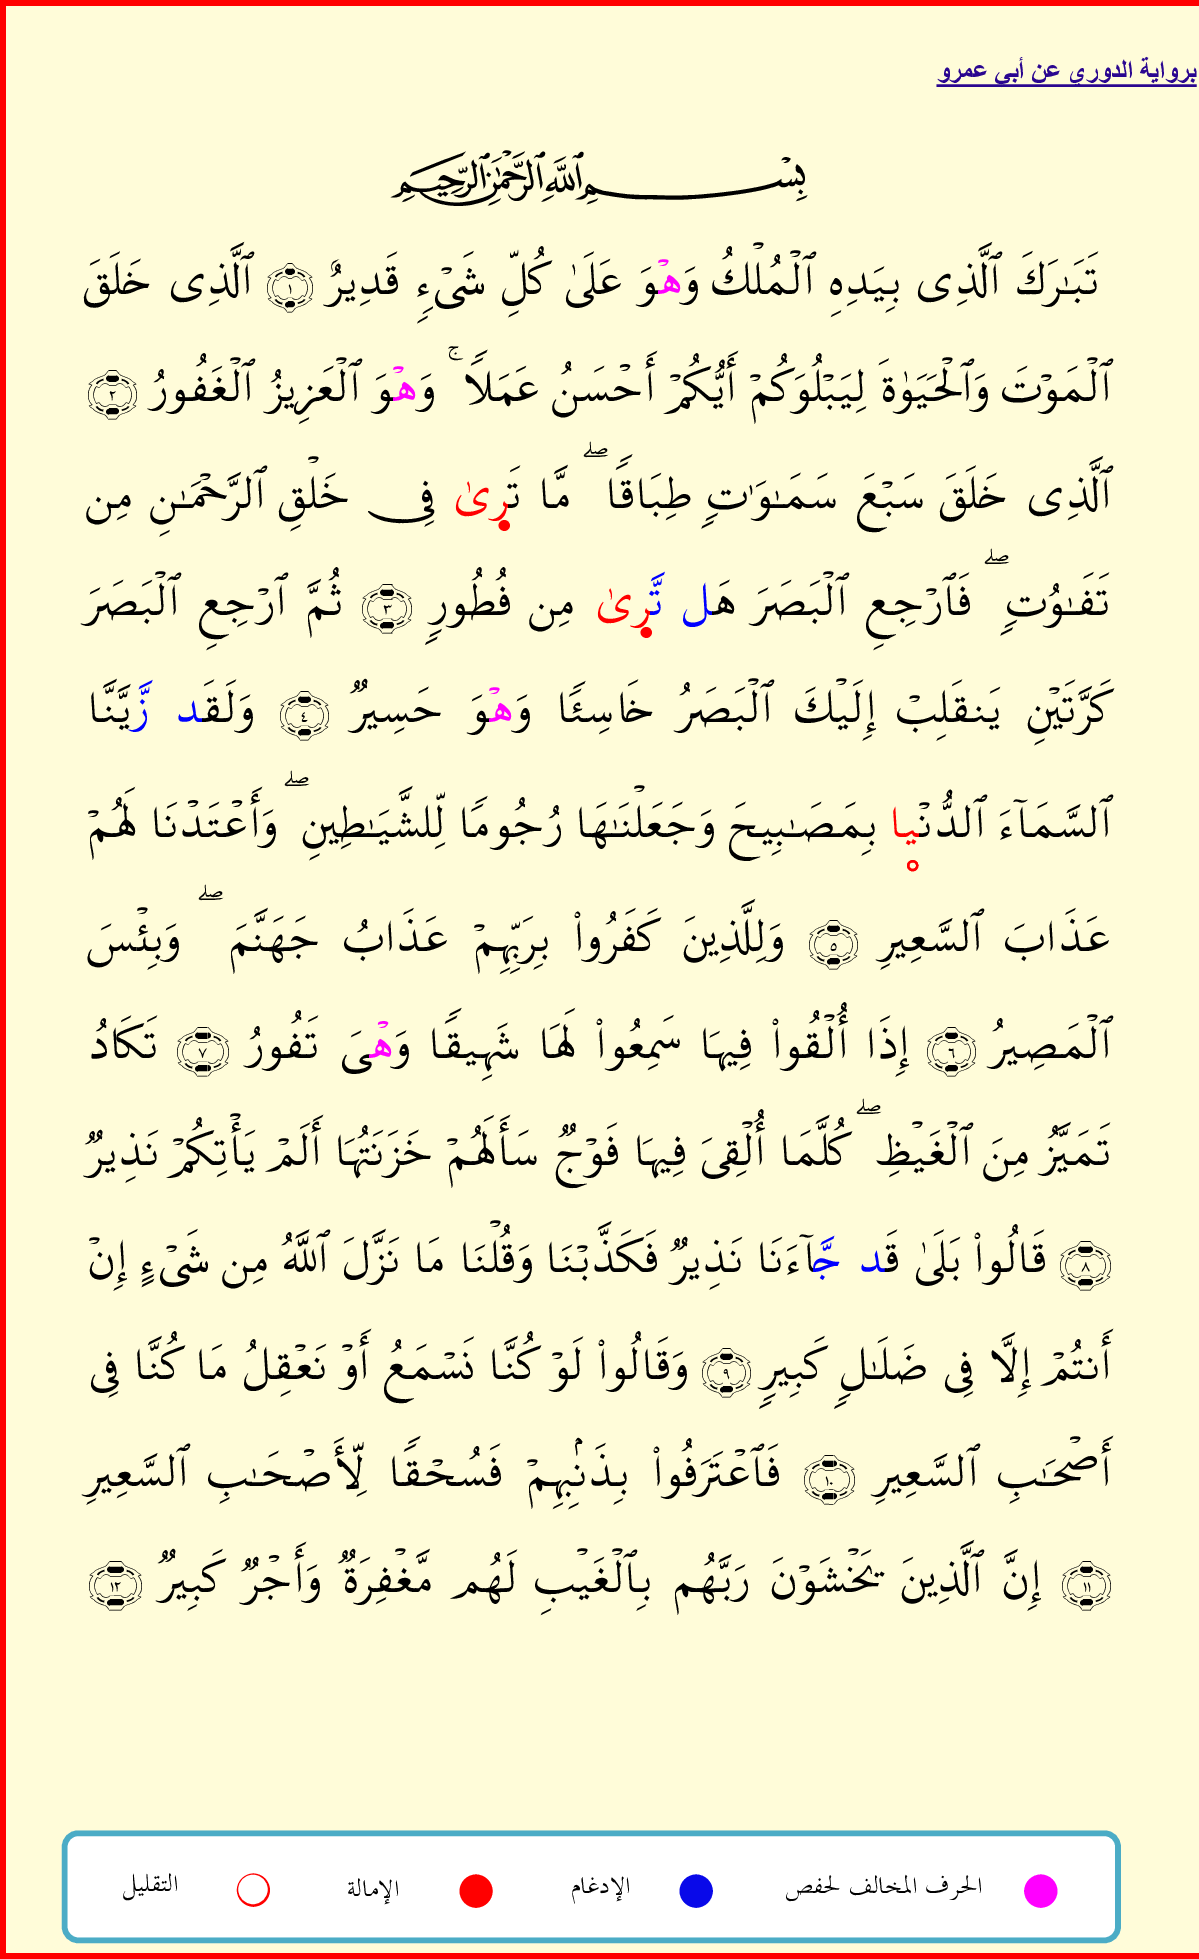 برواية الدوري عن أبي عمرو
بِسْمِ ٱللَّهِ ٱلرَّحْمَٰنِ ٱلرَّحِيمِ
تَبَٰرَكَ ٱلَّذِى بِيَدِهِ ٱلْمُلْكُ وَهْوَ عَلَىٰ كُلِّ شَىْءٍ قَدِيرٌ ١ ٱلَّذِى خَلَقَ
ٱلْمَوْتَ وَٱلْحَيَوٰةَ لِيَبْلُوَكُمْ أَيُّكُمْ أَحْسَنُ عَمَلًا ۚ وَهْوَ ٱلْعَزِيزُ ٱلْغَفُورُ ٢
ٱلَّذِى خَلَقَ سَبْعَ سَمَٰوَٰتٍ طِبَاقًا ۖ مَّا تَرِىٰ فِى خَلْقِ ٱلرَّحْمَٰنِ مِن
تَفَٰوُتٍ ۖ فَٱرْجِعِ ٱلْبَصَرَ هَل تَّرِىٰ مِن فُطُورٍ ٣ ثُمَّ ٱرْجِعِ ٱلْبَصَرَ
كَرَّتَيْنِ يَنقَلِبْ إِلَيْكَ ٱلْبَصَرُ خَاسِئًا وَهْوَ حَسِيرٌ ٤ وَلَقَد زَّيَّنَّا
ٱلسَّمَآءَ ٱلدُّنْيا بِمَصَٰبِيحَ وَجَعَلْنَٰهَا رُجُومًا لِّلشَّيَٰطِينِ ۖ وَأَعْتَدْنَا لَهُمْ
عَذَابَ ٱلسَّعِيرِ ٥ وَلِلَّذِينَ كَفَرُوا۟ بِرَبِّهِمْ عَذَابُ جَهَنَّمَ ۖ وَبِئْسَ
ٱلْمَصِيرُ ٦ إِذَا أُلْقُوا۟ فِيهَا سَمِعُوا۟ لَهَا شَهِيقًا وَهْىَ تَفُورُ ٧ تَكَادُ
تَمَيَّزُ مِنَ ٱلْغَيْظِ ۖ كُلَّمَا أُلْقِىَ فِيهَا فَوْجٌ سَأَلَهُمْ خَزَنَتُهَا أَلَمْ يَأْتِكُمْ نَذِيرٌ
٨ قَالُوا۟ بَلَىٰ قَد جَّآءَنَا نَذِيرٌ فَكَذَّبْنَا وَقُلْنَا مَا نَزَّلَ ٱللَّهُ مِن شَىْءٍ إِنْ
أَنتُمْ إِلَّا فِى ضَلَٰلٍ كَبِيرٍ ٩ وَقَالُوا۟ لَوْ كُنَّا نَسْمَعُ أَوْ نَعْقِلُ مَا كُنَّا فِى
أَصْحَٰبِ ٱلسَّعِيرِ ١٠ فَٱعْتَرَفُوا۟ بِذَنۢبِهِمْ فَسُحْقًا لِّأَصْحَٰبِ ٱلسَّعِيرِ
١١ إِنَّ ٱلَّذِينَ يَخْشَوْنَ رَبَّهُم بِٱلْغَيْبِ لَهُم مَّغْفِرَةٌ وَأَجْرٌ كَبِيرٌ ١٢
الحرف المخالف لحفص الإدغام الإمالة التقليل